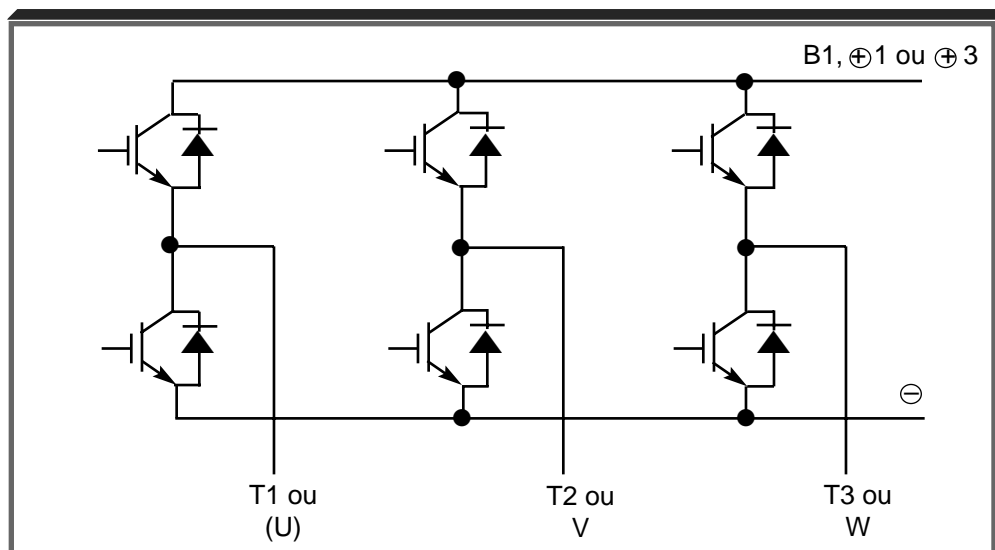 B1, ⊕1 ou ⊕ 3
⊖
T1 ou
(U)
T2 ou
V
T3 ou
W